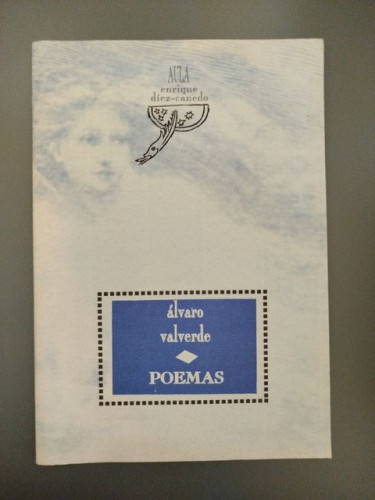 AULA
enrique
díez-canedo
álvaro
valverde
POEMAS